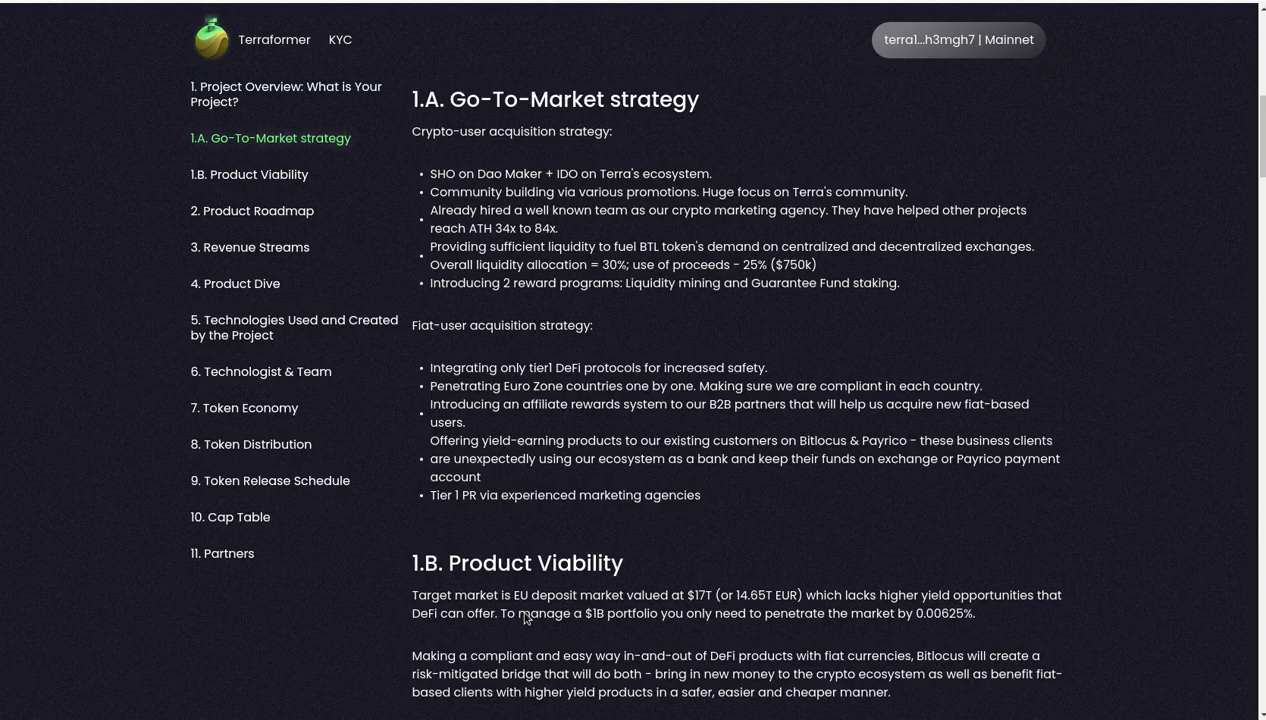 Terraformer
KYC
terra1...h3mgh7 | Mainnet
1. Project Overview: What is Your
Project?
1.A. Go-To-Market strategy
1.B. Product Viability
2. Product Roadmap
3. Revenue Streams
4. Product Dive
5. Technologies Used and Created
by the Project
6. Technologist & Team
7. Token Economy
8. Token Distribution
9. Token Release Schedule
10. Cap Table
11. Partners
1.A. Go-To-Market strategy
Crypto-user acquisition strategy:
• SHO on Dao Maker + IDO on Terra's ecosystem.
• Community building via various promotions. Huge focus on Terra's community.
• Already hired a well known team as our crypto marketing agency. They have helped other projects
reach ATH 34x to 84x.
• Providing sufficient liquidity to fuel BTL token's demand on centralized and decentralized exchanges.
Overall liquidity allocation = 30%; use of proceeds - 25% ($750k)
• Introducing 2 reward programs: Liquidity mining and Guarantee Fund staking.
Fiat-user acquisition strategy:
• Integrating only tier1 DeFi protocols for increased safety.
• Penetrating Euro Zone countries one by one. Making sure we are compliant in each country.
• Introducing an affiliate rewards system to our B2B partners that will help us acquire new fiat-based
users.
• Offering yield-earning products to our existing customers on Bitlocus & Payrico - these business clients
are unexpectedly using our ecosystem as a bank and keep their funds on exchange or Payrico payment
account
• Tier 1 PR via experienced marketing agencies
1.B. Product Viability
Target market is EU deposit market valued at $17T (or 14.65T EUR) which lacks higher yield opportunities that
DeFi can offer. To manage a $1B portfolio you only need to penetrate the market by 0.00625%.
Making a compliant and easy way in-and-out of DeFi products with fiat currencies, Bitlocus will create a
risk-mitigated bridge that will do both - bring in new money to the crypto ecosystem as well as benefit fiat-
based clients with higher yield products in a safer, easier and cheaper manner.